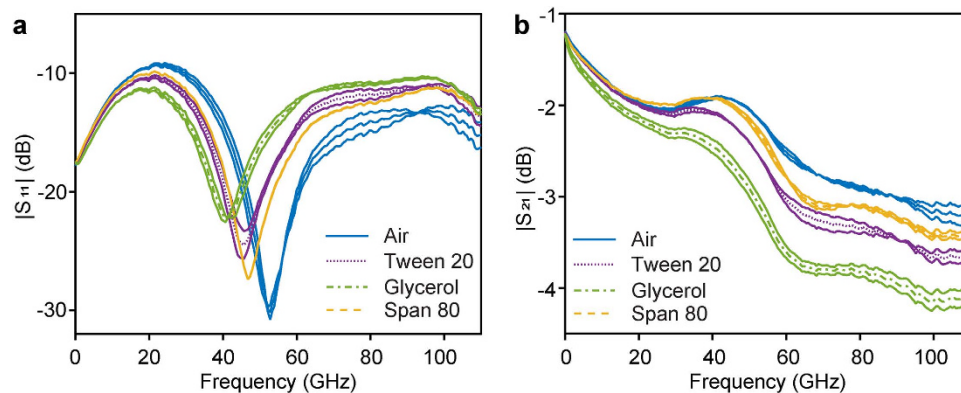 a
|S₁₁| (dB)
-10
-20
-30
0
20
40
60
80
100
Frequency (GHz)
Air
Tween 20
Glycerol
Span 80
b
|S₂₁| (dB)
-1
-2
-3
-4
0
20
40
60
80
100
Frequency (GHz)
Air
Tween 20
Glycerol
Span 80